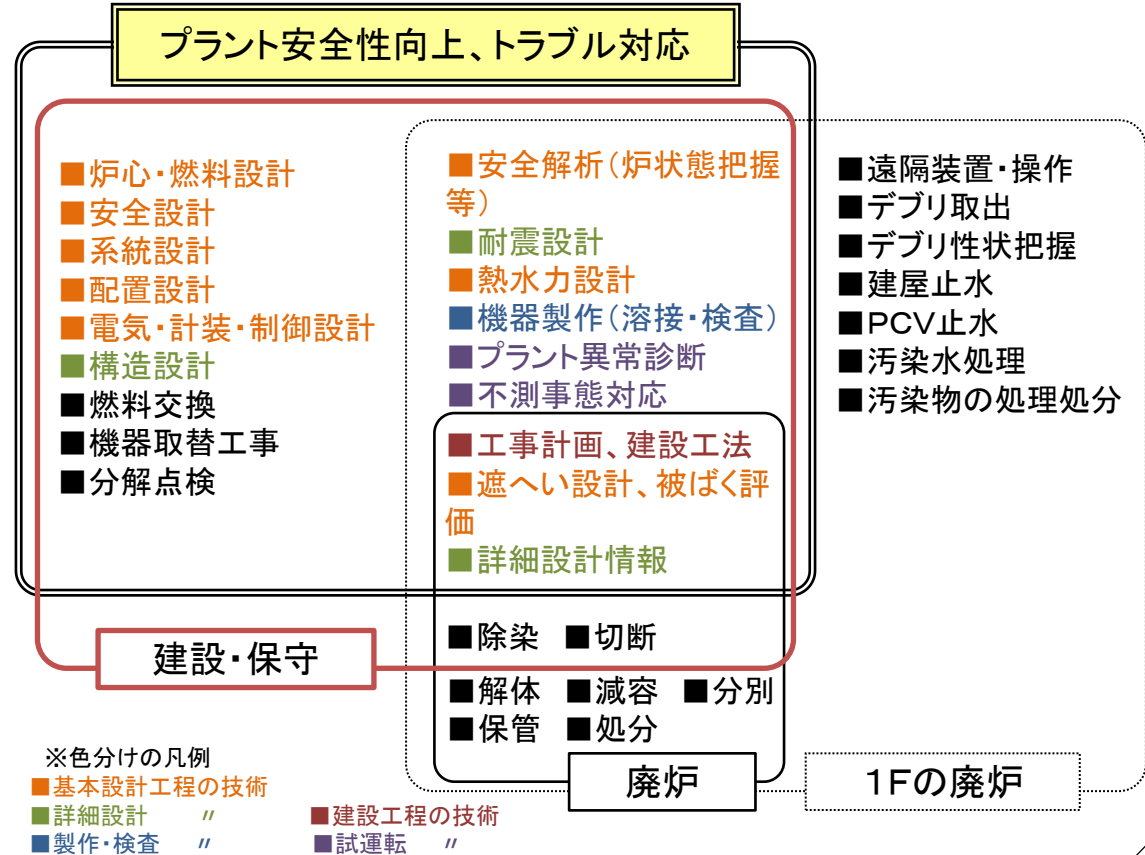 プラント安全性向上、トラブル対応
■炉心・燃料設計
■安全設計
■系統設計
■配置設計
■電気・計装・制御設計
■構造設計
■燃料交換
■機器取替工事
■分解点検
■安全解析(炉状態把握
等)
■耐震設計
■熱水力設計
■機器製作(溶接・検査)
■プラント異常診断
■不測事態対応
■工事計画、建設工法
■遮へい設計、被ばく評
価
■詳細設計情報
■除染 ■切断
■解体 ■減容 ■分別
■保管 ■処分
■遠隔装置・操作
■デブリ取出
■デブリ性状把握
■建屋止水
■PCV止水
■汚染水処理
■汚染物の処理処分
建設・保守
廃炉
1Fの廃炉
※色分けの凡例
■基本設計工程の技術
■詳細設計 〃
■製作・検査 〃
■建設工程の技術
■試運転 〃